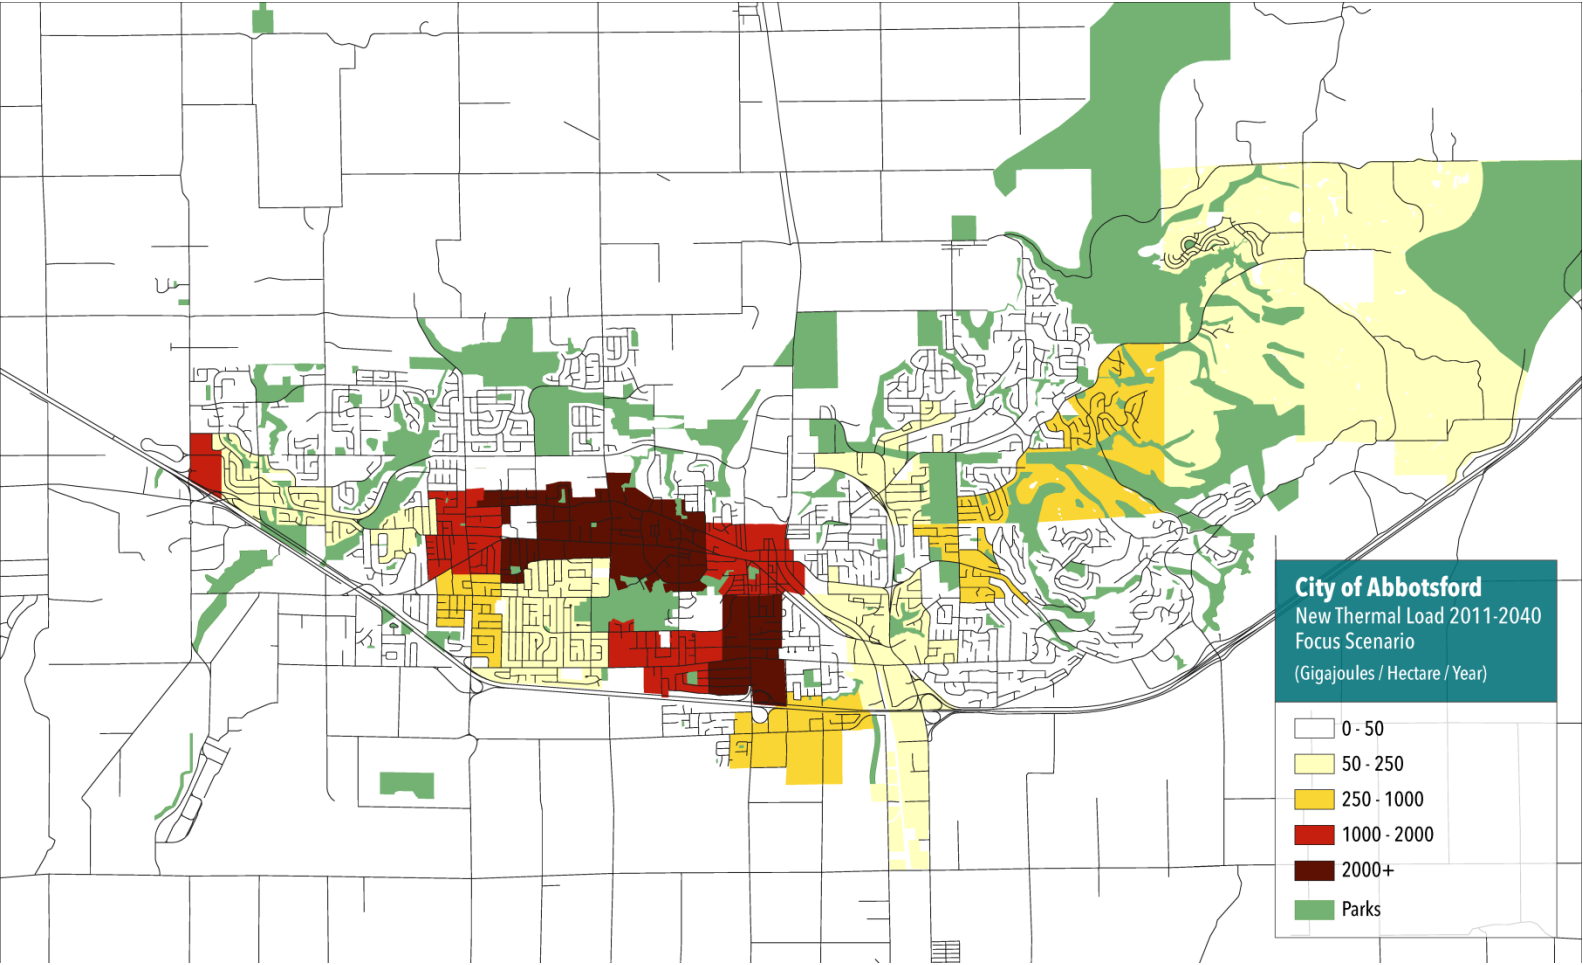 City of Abbotsford
New Thermal Load 2011-2040
Focus Scenario
(Gigajoules / Hectare / Year)
0 - 50
50 - 250
250 - 1000
1000 - 2000
2000+
Parks